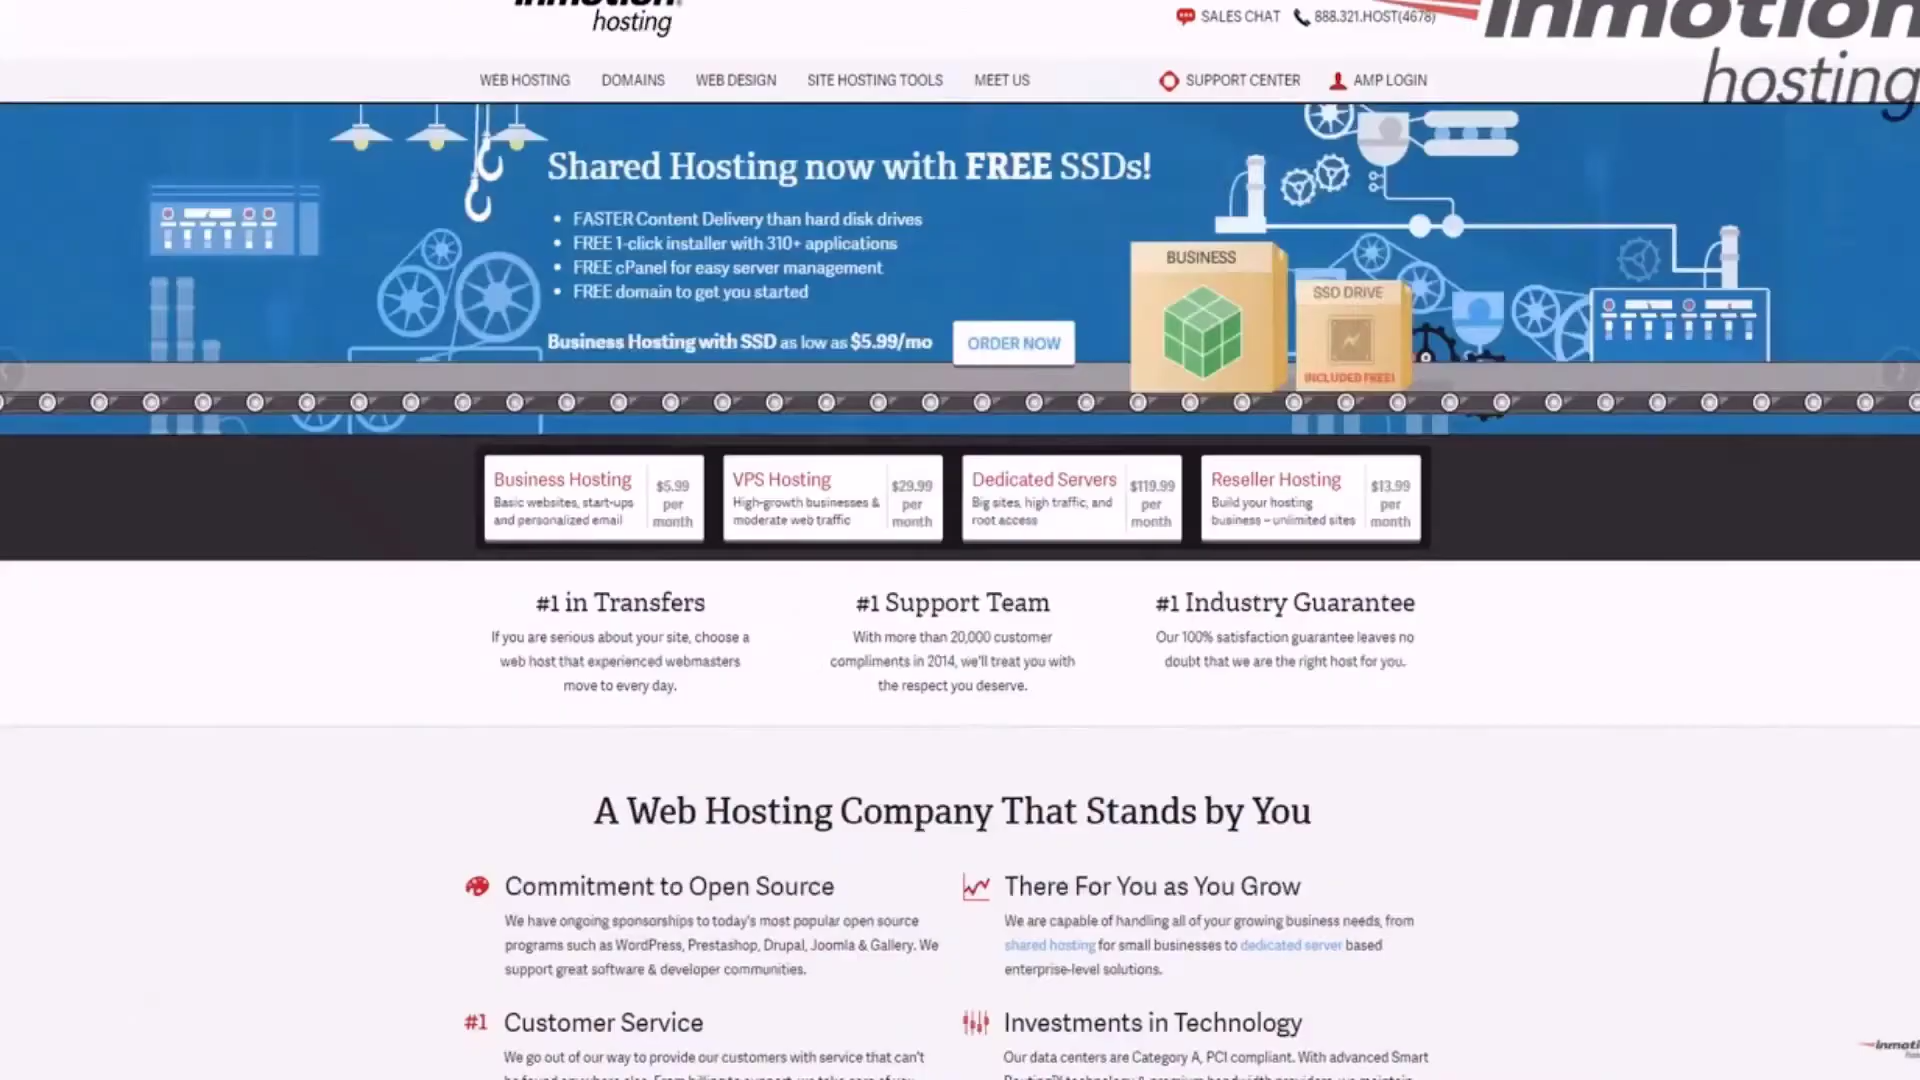 inmotion
hosting
SALES CHAT
888.321.HOST(4678)
inmotion
hosting
WEB HOSTING
DOMAINS
WEB DESIGN
SITE HOSTING TOOLS
MEET US
SUPPORT CENTER
AMP LOGIN
Shared Hosting now with FREE SSDs!
• FASTER Content Delivery than hard disk drives
• FREE 1-click installer with 310+ applications
• FREE cPanel for easy server management
• FREE domain to get you started
Business Hosting with SSD as low as $5.99/mo
ORDER NOW
BUSINESS
SSD DRIVE
INCLUDED FREE!
Business Hosting
Basic websites, start-ups
and personalized email
$5.99
per
month
VPS Hosting
High-growth businesses &
moderate web traffic
$29.99
per
month
Dedicated Servers
Big sites, high traffic, and
root access
$119.99
per
month
Reseller Hosting
Build your hosting
business – unlimited sites
$13.99
per
month
#1 in Transfers
If you are serious about your site, choose a
web host that experienced webmasters
move to every day.
#1 Support Team
With more than 20,000 customer
compliments in 2014, we'll treat you with
the respect you deserve.
#1 Industry Guarantee
Our 100% satisfaction guarantee leaves no
doubt that we are the right host for you.
A Web Hosting Company That Stands by You
Commitment to Open Source
We have ongoing sponsorships to today's most popular open source
programs such as WordPress, Prestashop, Drupal, Joomla & Gallery. We
support great software & developer communities.
There For You as You Grow
We are capable of handling all of your growing business needs, from
shared hosting for small businesses to dedicated server based
enterprise-level solutions.
#1 Customer Service
We go out of our way to provide our customers with service that can't
Investments in Technology
Our data centers are Category A, PCI compliant. With advanced Smart